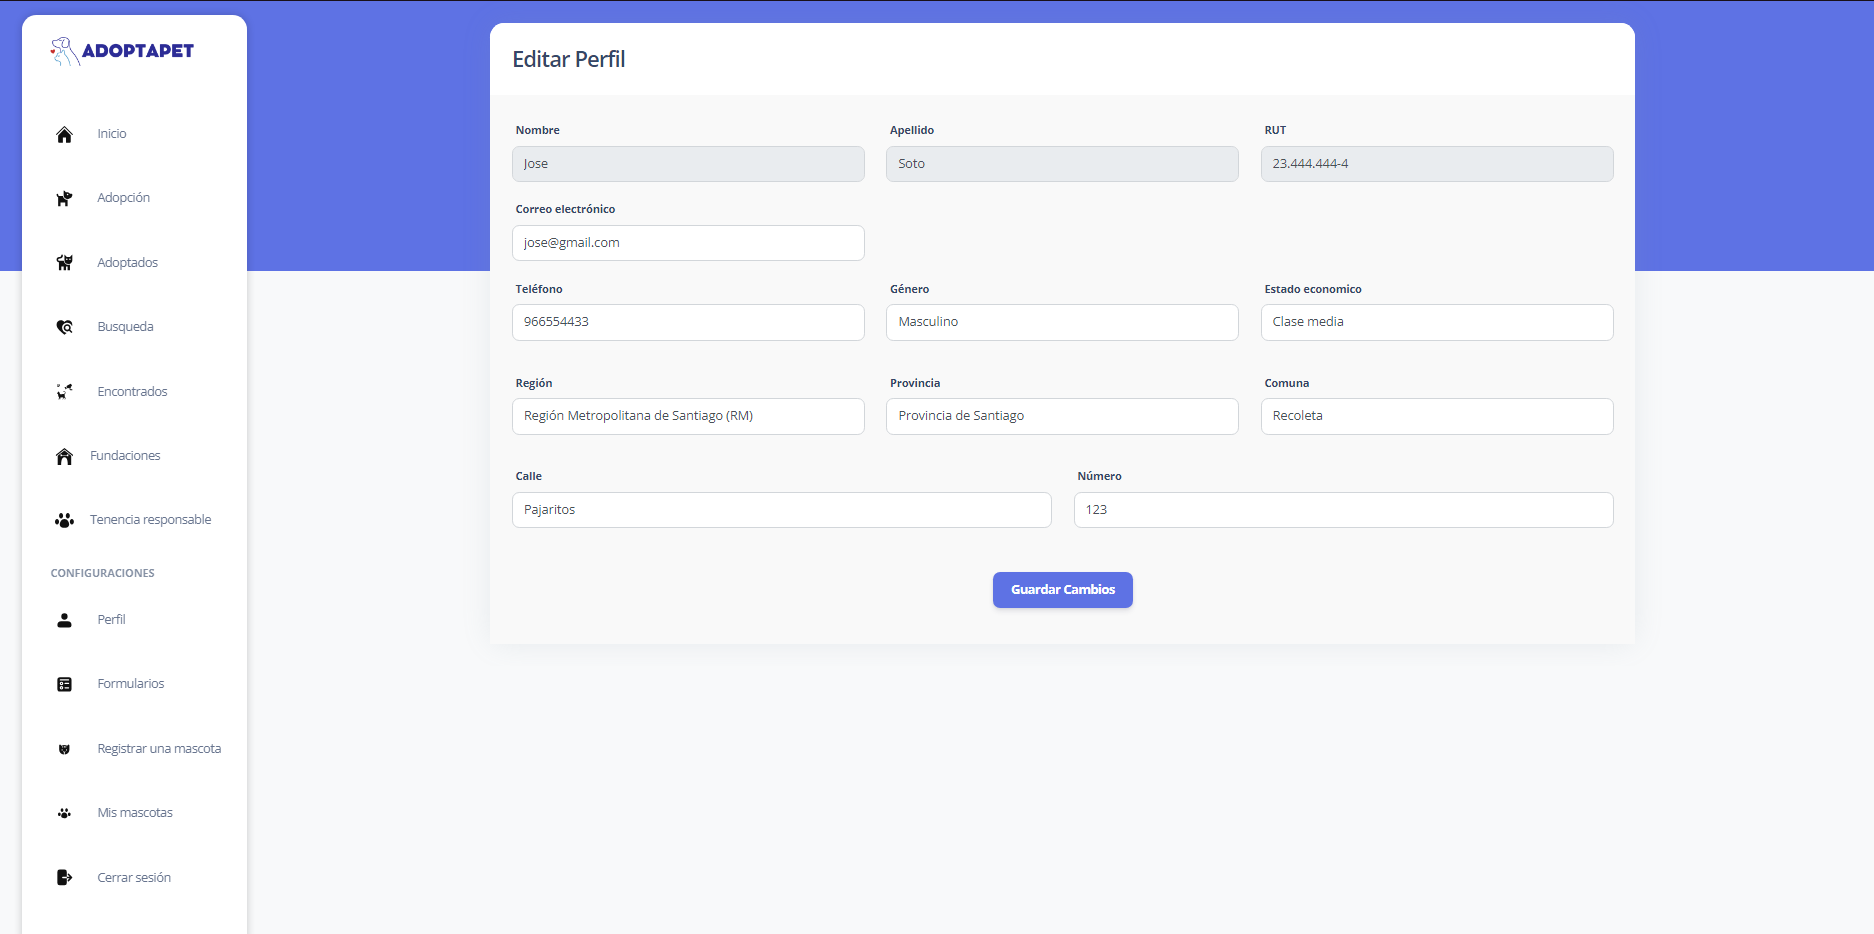 ADOPTAPET
Inicio
Adopción
Adoptados
Busqueda
Encontrados
Fundaciones
Tenencia responsable
CONFIGURACIONES
Perfil
Formularios
Registrar una mascota
Mis mascotas
Cerrar sesión
Editar Perfil
Nombre Apellido RUT
Jose Soto 23.444.444-4
Correo electrónico
jose@gmail.com
Teléfono Género Estado economico
966554433 Masculino Clase media
Región Provincia Comuna
Región Metropolitana de Santiago (RM) Provincia de Santiago Recoleta
Calle Número
Pajaritos 123
Guardar Cambios